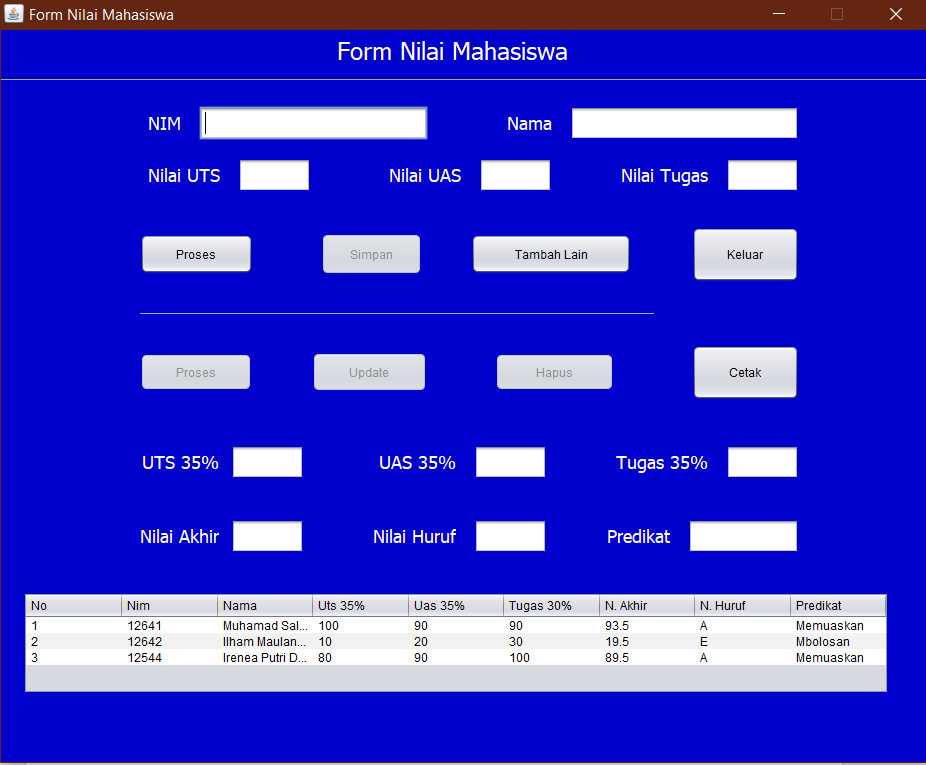 Form Nilai Mahasiswa
Form Nilai Mahasiswa
NIM Nama
Nilai UTS Nilai UAS Nilai Tugas
Proses Simpan Tambah Lain Keluar
Proses Update Hapus Cetak
UTS 35% UAS 35% Tugas 35%
Nilai Akhir Nilai Huruf Predikat
No Nim Nama Uts 35% Uas 35% Tugas 30% N. Akhir N. Huruf Predikat
1 12641 Muhamad Sal... 100 90 90 93.5 A Memuaskan
2 12642 Ilham Maulan... 10 20 30 19.5 E Mbolosan
3 12544 Irenea Putri D... 80 90 100 89.5 A Memuaskan